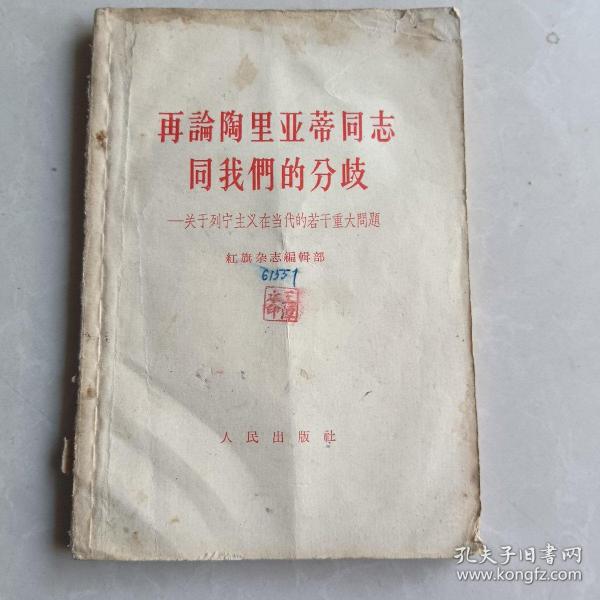 再論陶里亚蒂同志
同我們的分歧
——关于列宁主义在当代的若干重大問題
紅旗杂志編輯部
61551
人民出版社
孔夫子旧书网
www.kongfz.com